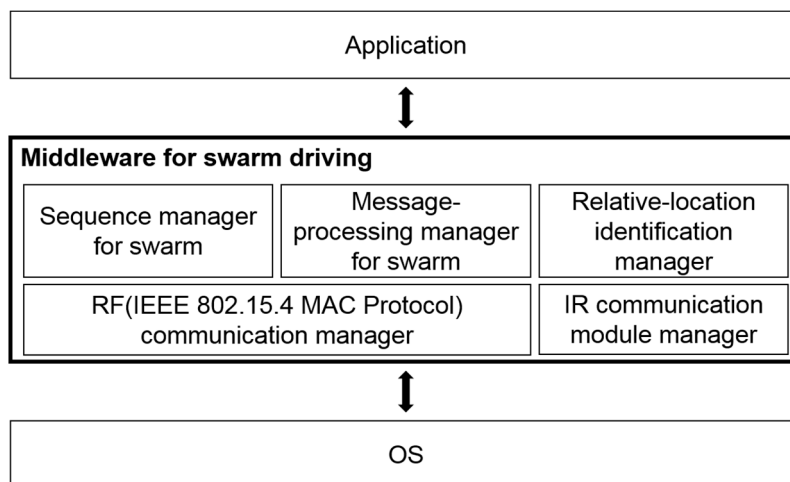 Application
Middleware for swarm driving
Sequence manager
for swarm
Message-
processing manager
for swarm
Relative-location
identification
manager
RF(IEEE 802.15.4 MAC Protocol)
communication manager
IR communication
module manager
OS